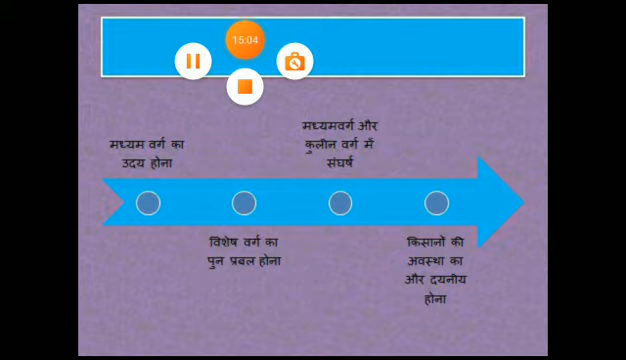 15:04
मध्यम वर्ग का
उदय होना
विशेष वर्ग का
पुन प्रबल होना
मध्यमवर्ग और
कुलीन वर्ग में
संघर्ष
किसानों की
अवस्था का
और दयनीय
होना